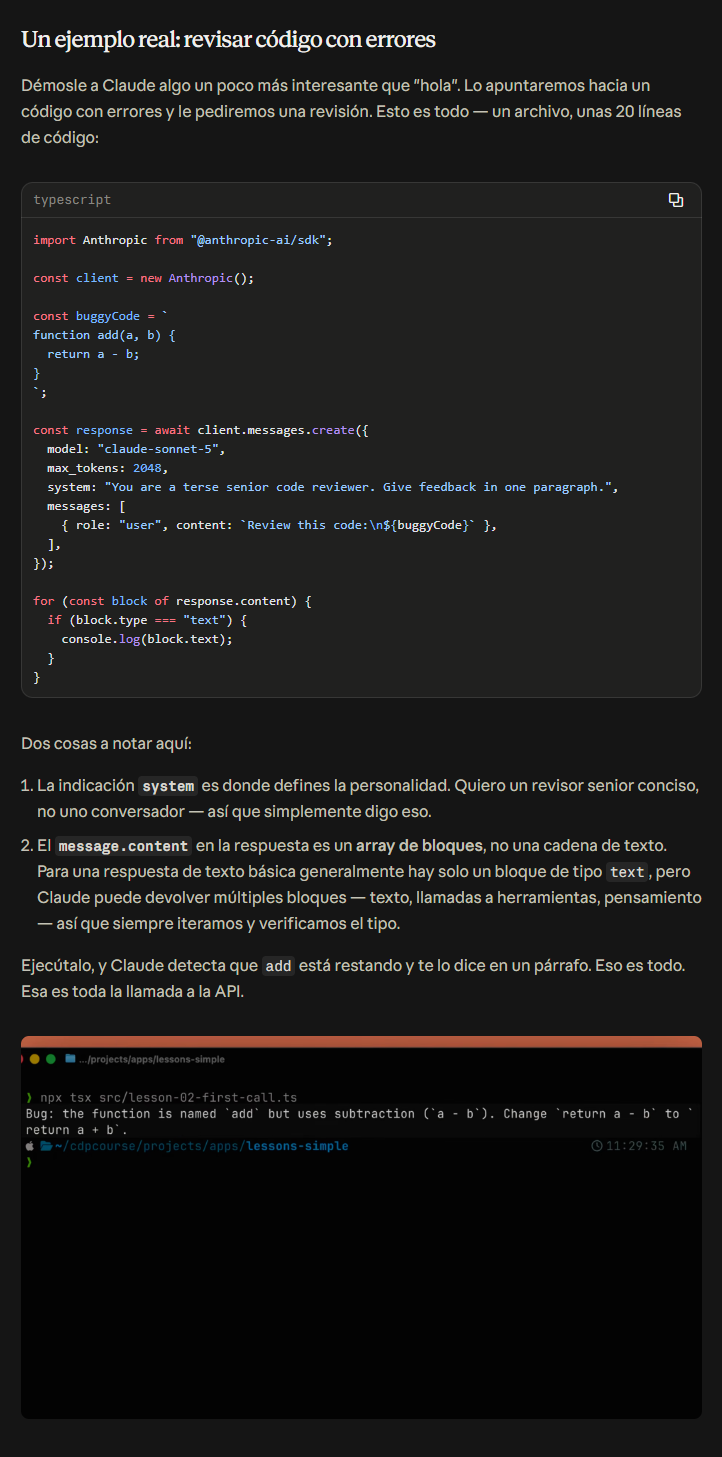 Un ejemplo real: revisar código con errores
Démosle a Claude algo un poco más interesante que "hola". Lo apuntaremos hacia un
código con errores y le pediremos una revisión. Esto es todo — un archivo, unas 20 líneas
de código:
typescript
import Anthropic from "@anthropic-ai/sdk";
const client = new Anthropic();
const buggyCode = `
function add(a, b) {
  return a - b;
}
`;
const response = await client.messages.create({
  model: "claude-sonnet-5",
  max_tokens: 2048,
  system: "You are a terse senior code reviewer. Give feedback in one paragraph.",
  messages: [
    { role: "user", content: `Review this code:\n${buggyCode}` },
  ],
});
for (const block of response.content) {
  if (block.type === "text") {
    console.log(block.text);
  }
}
Dos cosas a notar aquí:
1. La indicación system es donde defines la personalidad. Quiero un revisor senior conciso,
no uno conversador — así que simplemente digo eso.
2. El message.content en la respuesta es un array de bloques, no una cadena de texto.
Para una respuesta de texto básica generalmente hay solo un bloque de tipo text, pero
Claude puede devolver múltiples bloques — texto, llamadas a herramientas, pensamiento
— así que siempre iteramos y verificamos el tipo.
Ejecútalo, y Claude detecta que add está restando y te lo dice en un párrafo. Eso es todo.
Esa es toda la llamada a la API.
.../projects/apps/lessons-simple
❯ npx tsx src/lesson-02-first-call.ts
Bug: the function is named `add` but uses subtraction (`a - b`). Change `return a - b` to `
return a + b`.
~/cdpcourse/projects/apps/lessons-simple 11:29:35 AM
❯